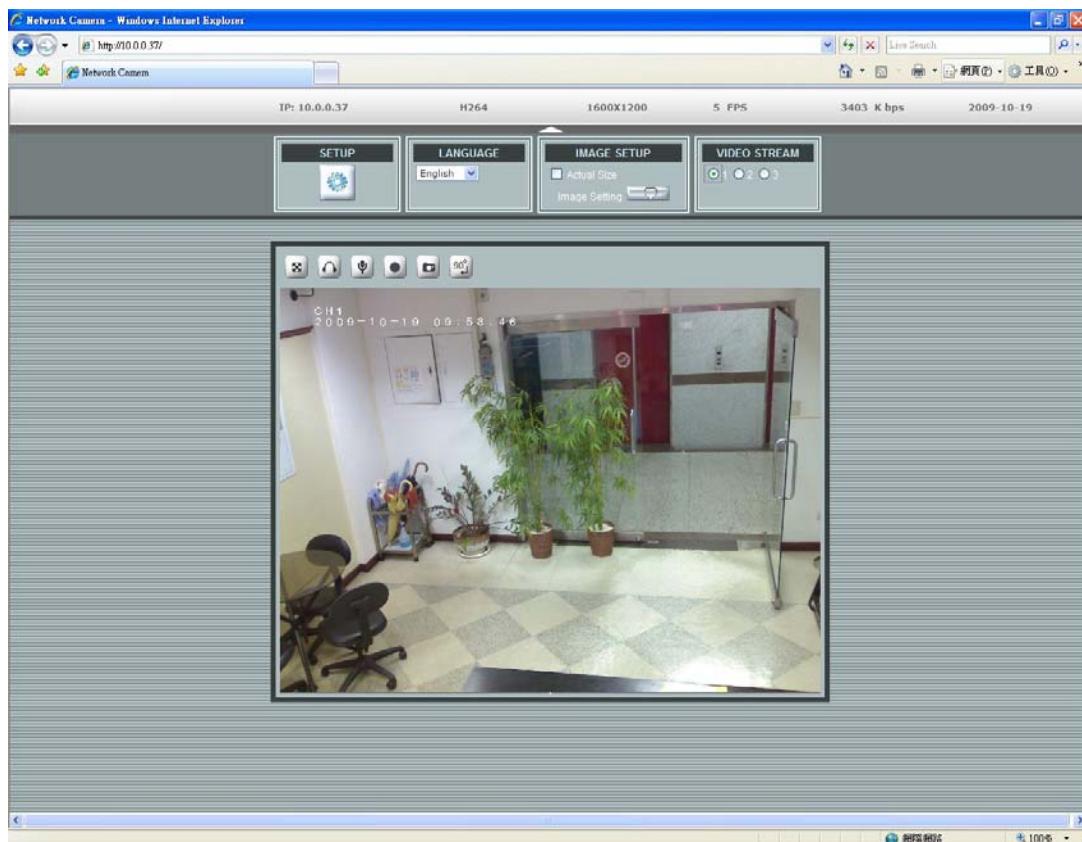 Network Camera - Windows Internet Explorer
http://10.0.0.37/
Live Search
Network Camera
網頁(P)
工具(O)
IP: 10.0.0.37 H264 1600X1200 5 FPS 3403 K bps 2009-10-19
SETUP
LANGUAGE
English
IMAGE SETUP
Actual Size
Image Setting
VIDEO STREAM
1 2 3
90°
CH1
2009-10-19 09:58:46
網際網路
100%